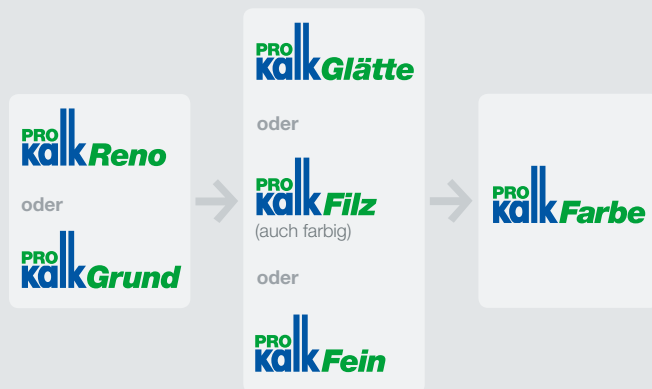 PRO
Kalk Reno
oder
PRO
Kalk Grund
PRO
Kalk Glätte
oder
PRO
Kalk Filz
(auch farbig)
oder
PRO
Kalk Fein
PRO
Kalk Farbe